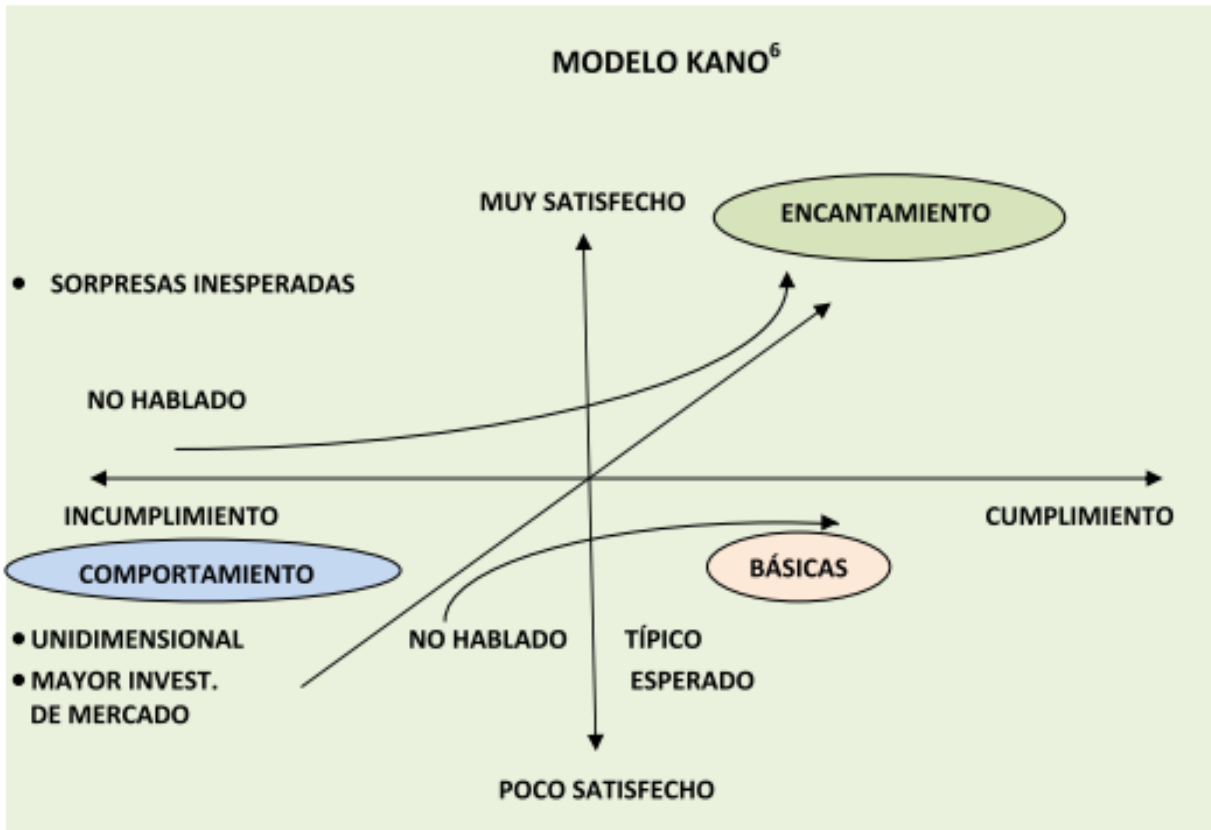 MODELO KANO⁶
MUY SATISFECHO
ENCANTAMIENTO
• SORPRESAS INESPERADAS
NO HABLADO
INCUMPLIMIENTO
CUMPLIMIENTO
COMPORTAMIENTO
BÁSICAS
• UNIDIMENSIONAL
• MAYOR INVEST.
DE MERCADO
NO HABLADO
TÍPICO
ESPERADO
POCO SATISFECHO